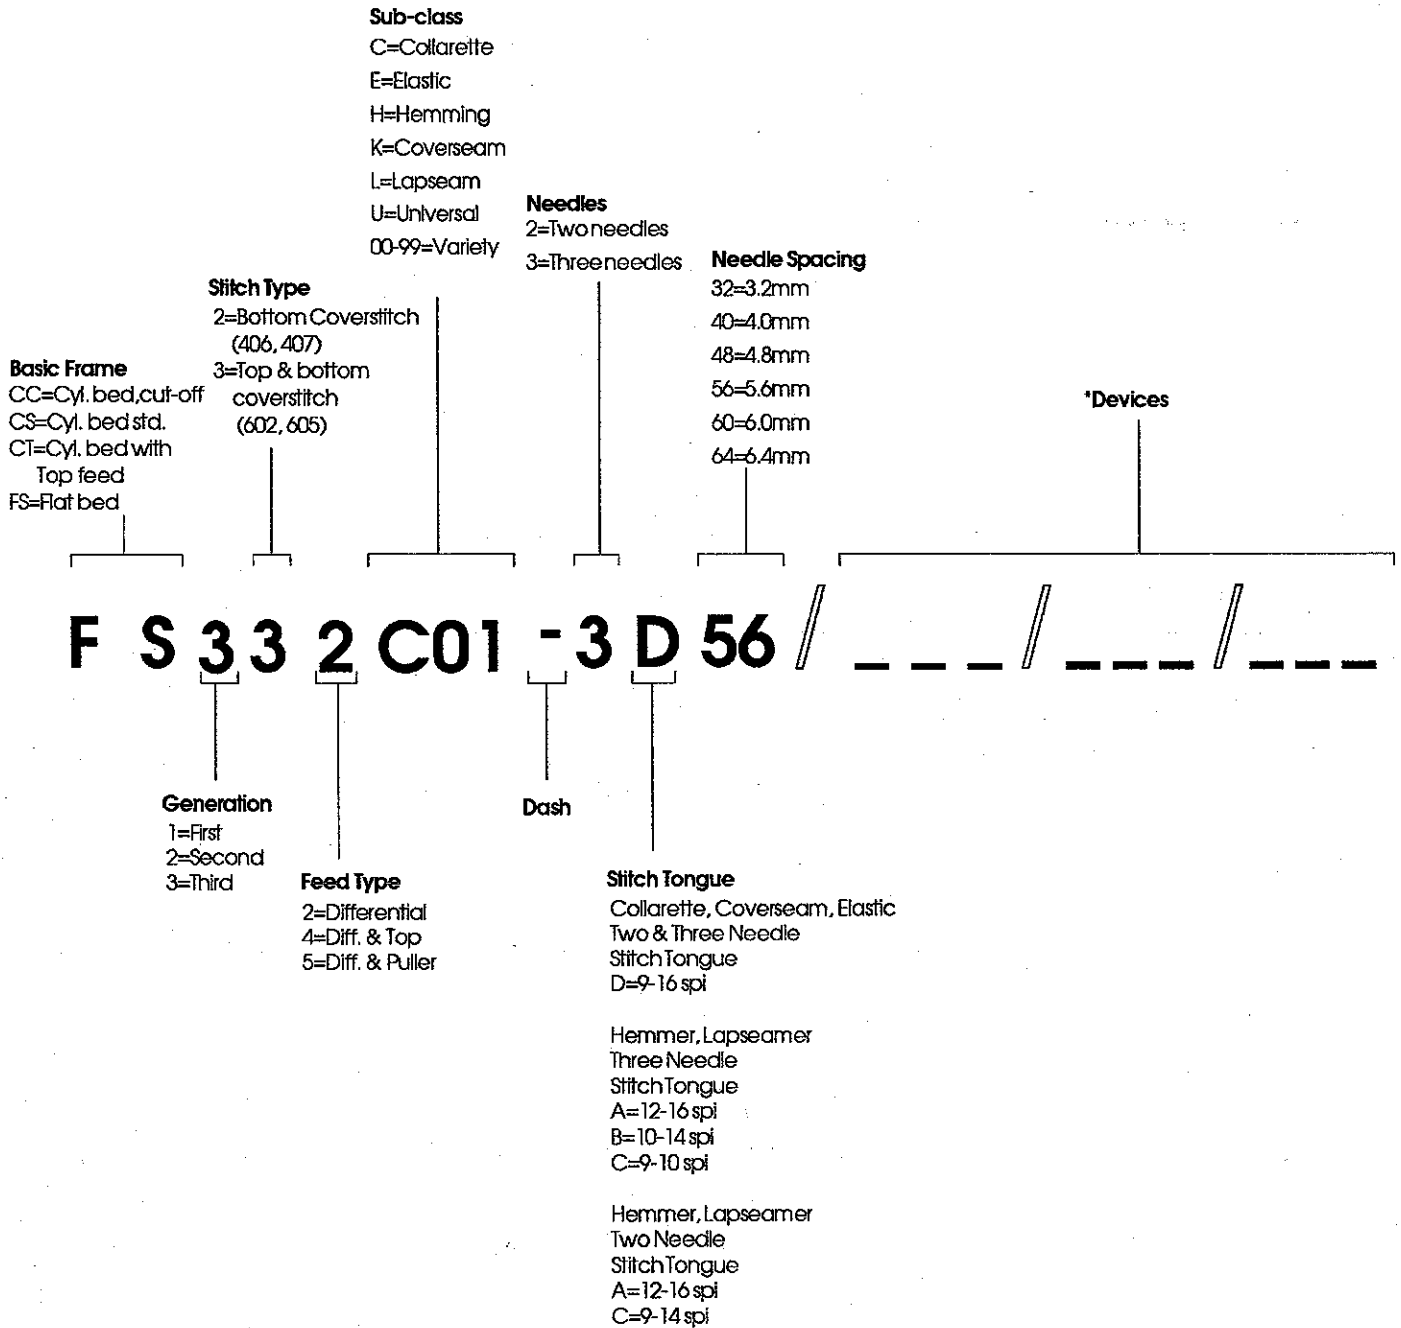 Sub-class
C=Collarette
E=Elastic
H=Hemming
K=Coverseam
L=Lapseam
U=Universal
00-99=Variety
Needles
2=Two needles
3=Three needles
Needle Spacing
32=3.2mm
40=4.0mm
48=4.8mm
56=5.6mm
60=6.0mm
64=6.4mm
Stitch Type
2=Bottom Coverstitch
(406, 407)
3=Top & bottom
coverstitch
(602, 605)
Basic Frame
CC=Cyl. bed, cut-off
CS=Cyl. bed std.
CT=Cyl. bed with
Top feed
FS=Flat bed
*Devices
F S 3 3 2 C01 - 3 D 56 / _ _ _ / _ _ _ / _ _ _
Generation
1=First
2=Second
3=Third
Feed Type
2=Differential
4=Diff. & Top
5=Diff. & Puller
Dash
Stitch Tongue
Collarette, Coverseam, Elastic
Two & Three Needle
Stitch Tongue
D=9-16 spi
Hemmer, Lapseamer
Three Needle
Stitch Tongue
A=12-16 spi
B=10-14 spi
C=9-10 spi
Hemmer, Lapseamer
Two Needle
Stitch Tongue
A=12-16 spi
C=9-14 spi